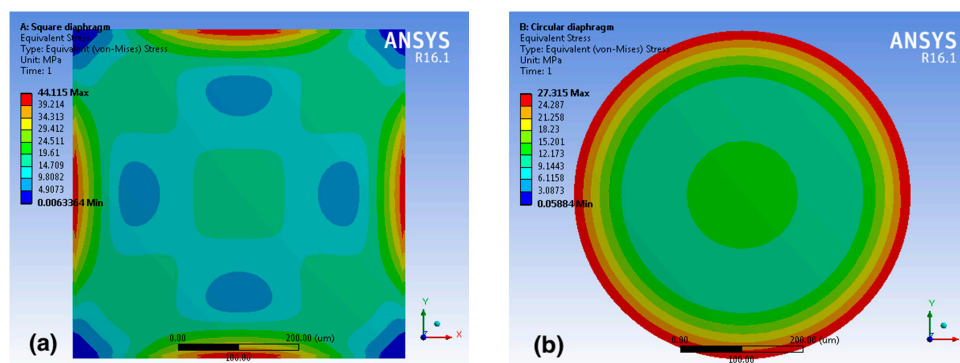 A: Square diaphragm
Equivalent Stress
Type: Equivalent (von-Mises) Stress
Unit: MPa
Time: 1
44.115 Max
39.214
34.313
29.412
24.511
19.61
14.709
9.8082
4.9073
0.0063364 Min
ANSYS
R16.1
0.00
200.00 (um)
100.00
Y
X
Z
(a)
B: Circular diaphragm
Equivalent Stress
Type: Equivalent (von-Mises) Stress
Unit: MPa
Time: 1
27.315 Max
24.287
21.258
18.23
15.201
12.173
9.1443
6.1158
3.0873
0.05884 Min
ANSYS
R16.1
0.00
200.00 (um)
100.00
Y
X
Z
(b)